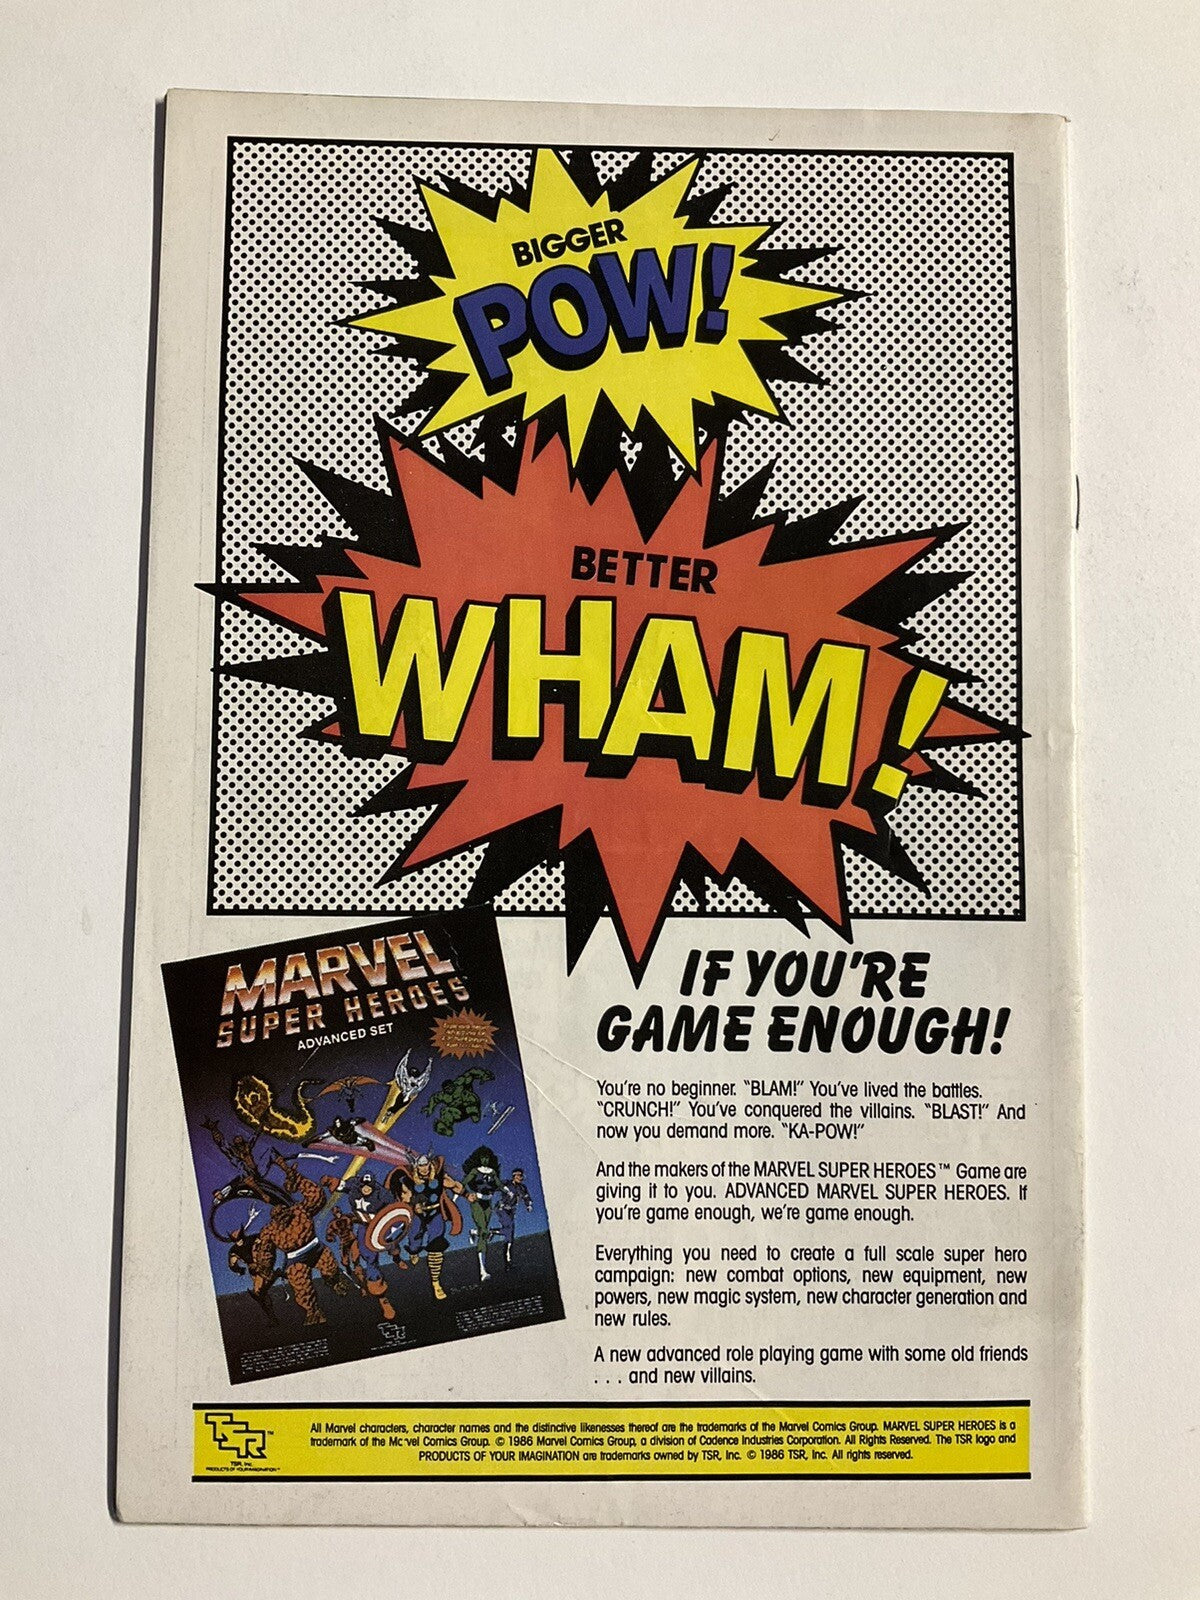 BIGGER
POW!
BETTER
WHAM!
MARVEL
SUPER HEROES
ADVANCED SET
IF YOU'RE
GAME ENOUGH!
You're no beginner. "BLAM!" You've lived the battles.
"CRUNCH!" You've conquered the villains. "BLAST!" And
now you demand more. "KA-POW!"
And the makers of the MARVEL SUPER HEROES™ Game are
giving it to you. ADVANCED MARVEL SUPER HEROES. If
you're game enough, we're game enough.
Everything you need to create a full scale super hero
campaign: new combat options, new equipment, new
powers, new magic system, new character generation and
new rules.
A new advanced role playing game with some old friends
. . . and new villains.
TSR™
TSR, Inc.
PRODUCTS OF YOUR IMAGINATION™
All Marvel characters, character names and the distinctive likenesses thereof are the trademarks of the Marvel Comics Group. MARVEL SUPER HEROES is a
trademark of the Marvel Comics Group. © 1986 Marvel Comics Group, a division of Cadence Industries Corporation. All Rights Reserved. The TSR logo and
PRODUCTS OF YOUR IMAGINATION are trademarks owned by TSR, Inc. © 1986 TSR, Inc. All rights reserved.